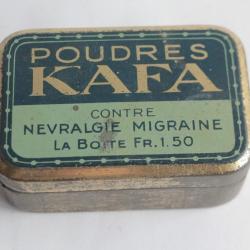 POUDRES
KAFA
CONTRE
NEVRALGIE MIGRAINE
LA BOITE FR. 1.50